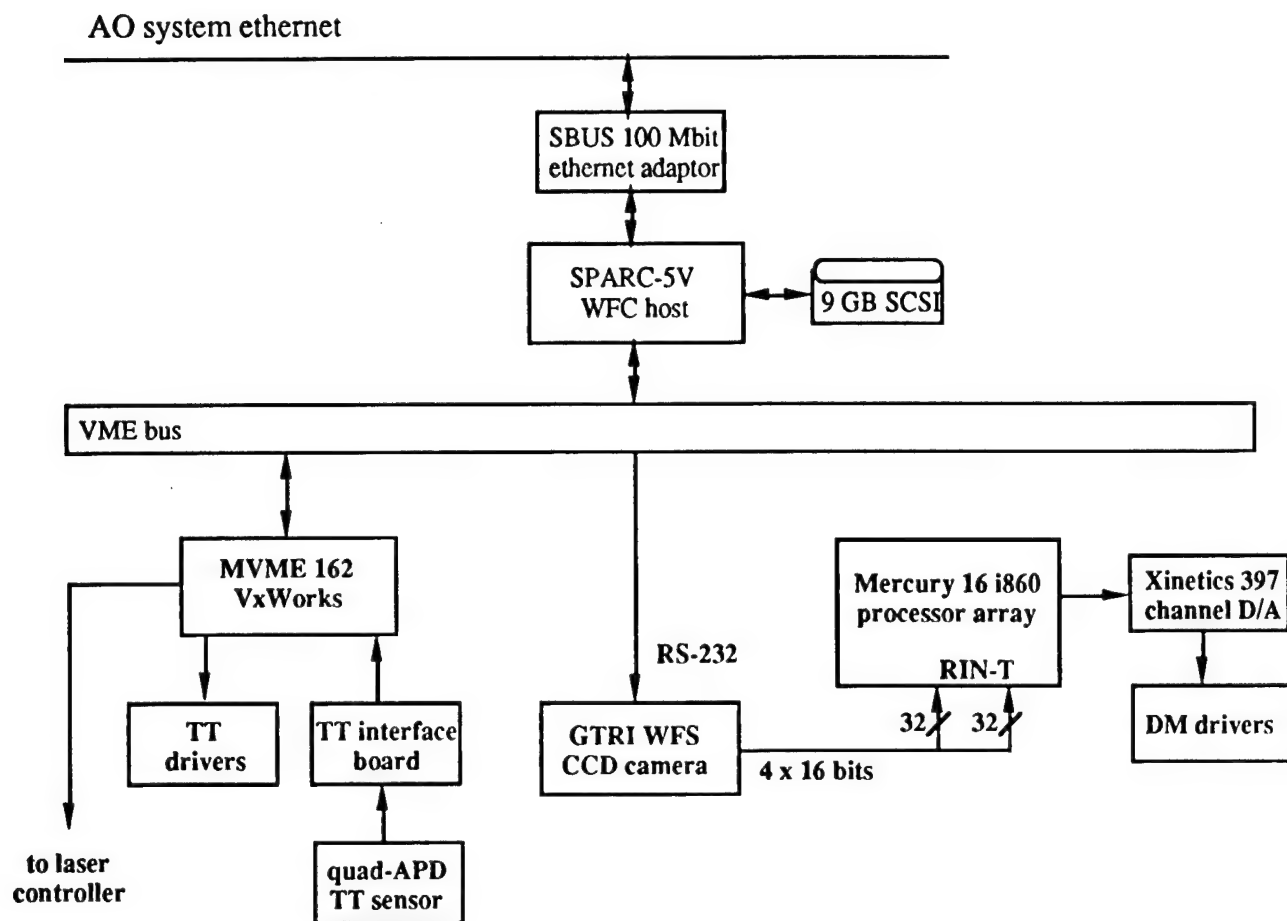 AO system ethernet
SBUS 100 Mbit
ethernet adaptor
SPARC-5V
WFC host
9 GB SCSI
VME bus
MVME 162
VxWorks
Mercury 16 i860
processor array
RIN-T
Xinetics 397
channel D/A
RS-232
TT
drivers
TT interface
board
GTRI WFS
CCD camera
32
32
4 x 16 bits
DM drivers
to laser
controller
quad-APD
TT sensor